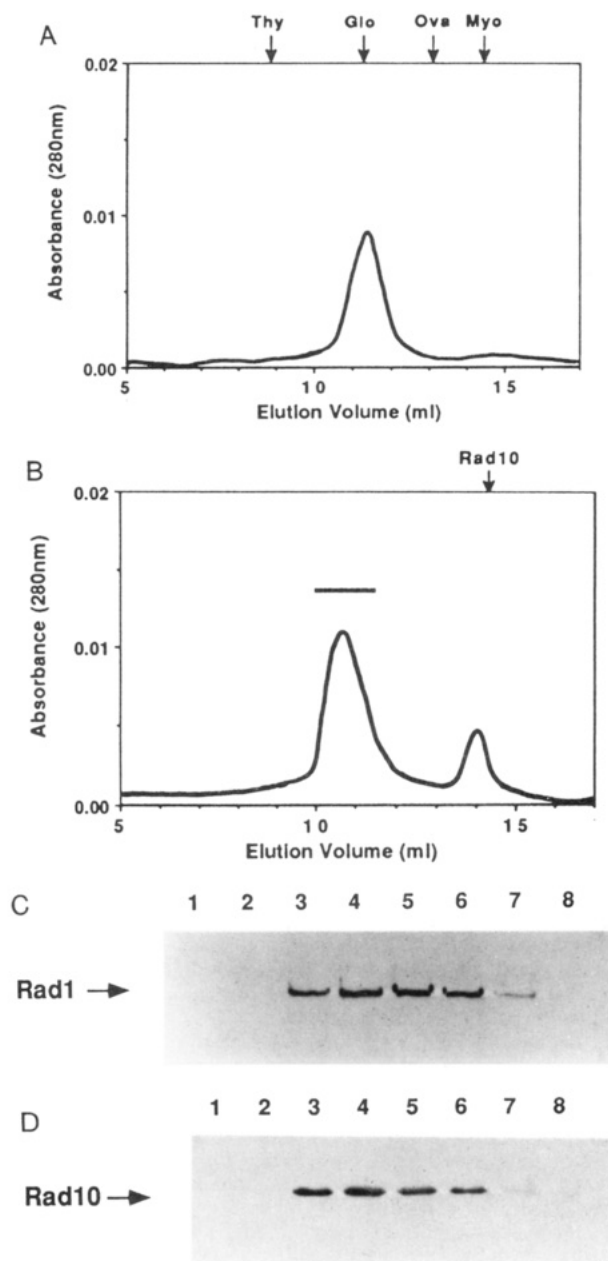 A
Thy Glo Ova Myo
0.02
0.01
0.00
Absorbance (280nm)
5 10 15
Elution Volume (ml)
B
Rad10
0.02
0.01
0.00
Absorbance (280nm)
5 10 15
Elution Volume (ml)
C
1 2 3 4 5 6 7 8
Rad1
D
1 2 3 4 5 6 7 8
Rad10